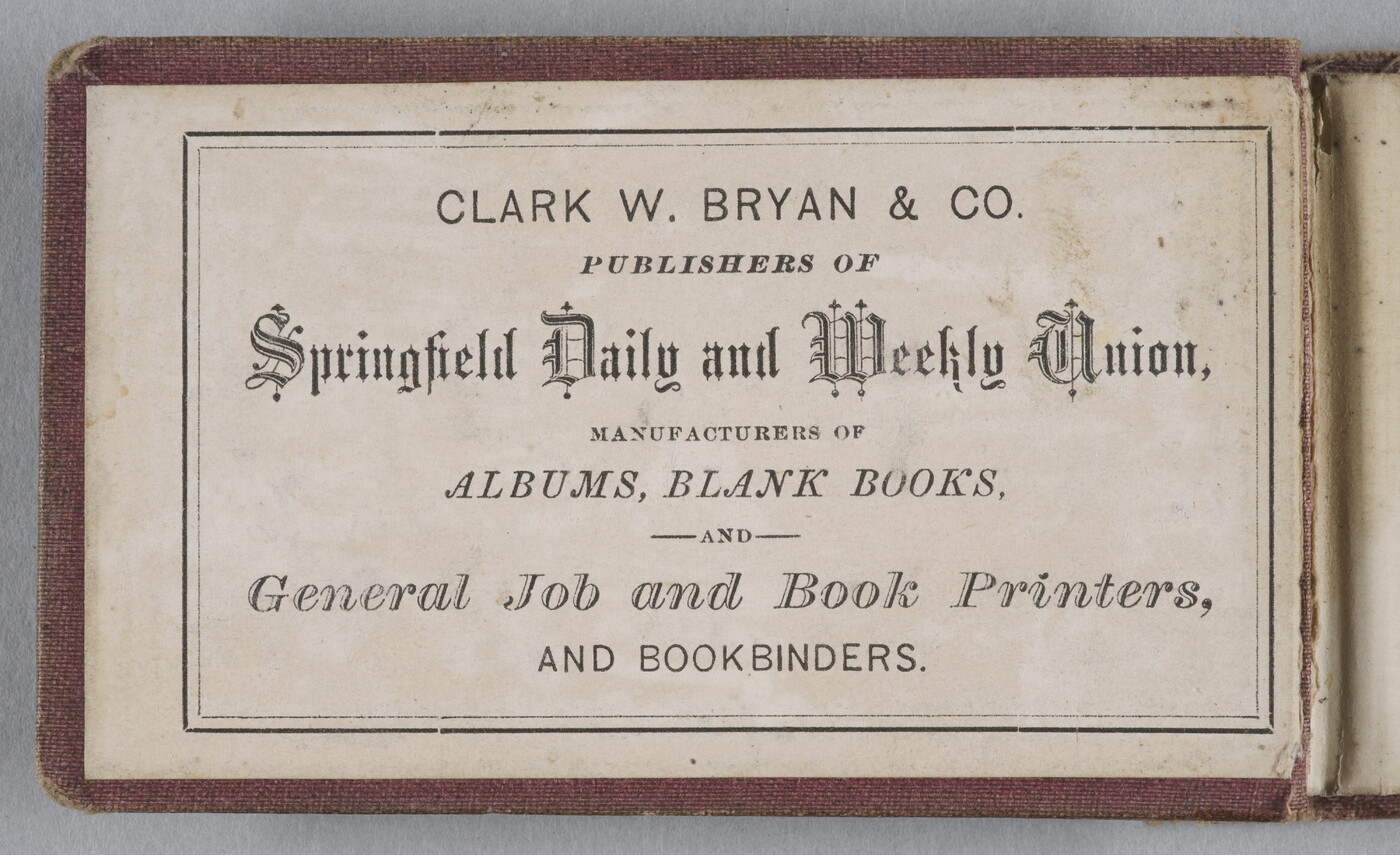 CLARK W. BRYAN & CO.
PUBLISHERS OF
Springfield Daily and Weekly Union,
MANUFACTURERS OF
ALBUMS, BLANK BOOKS,
—AND—
General Job and Book Printers,
AND BOOKBINDERS.